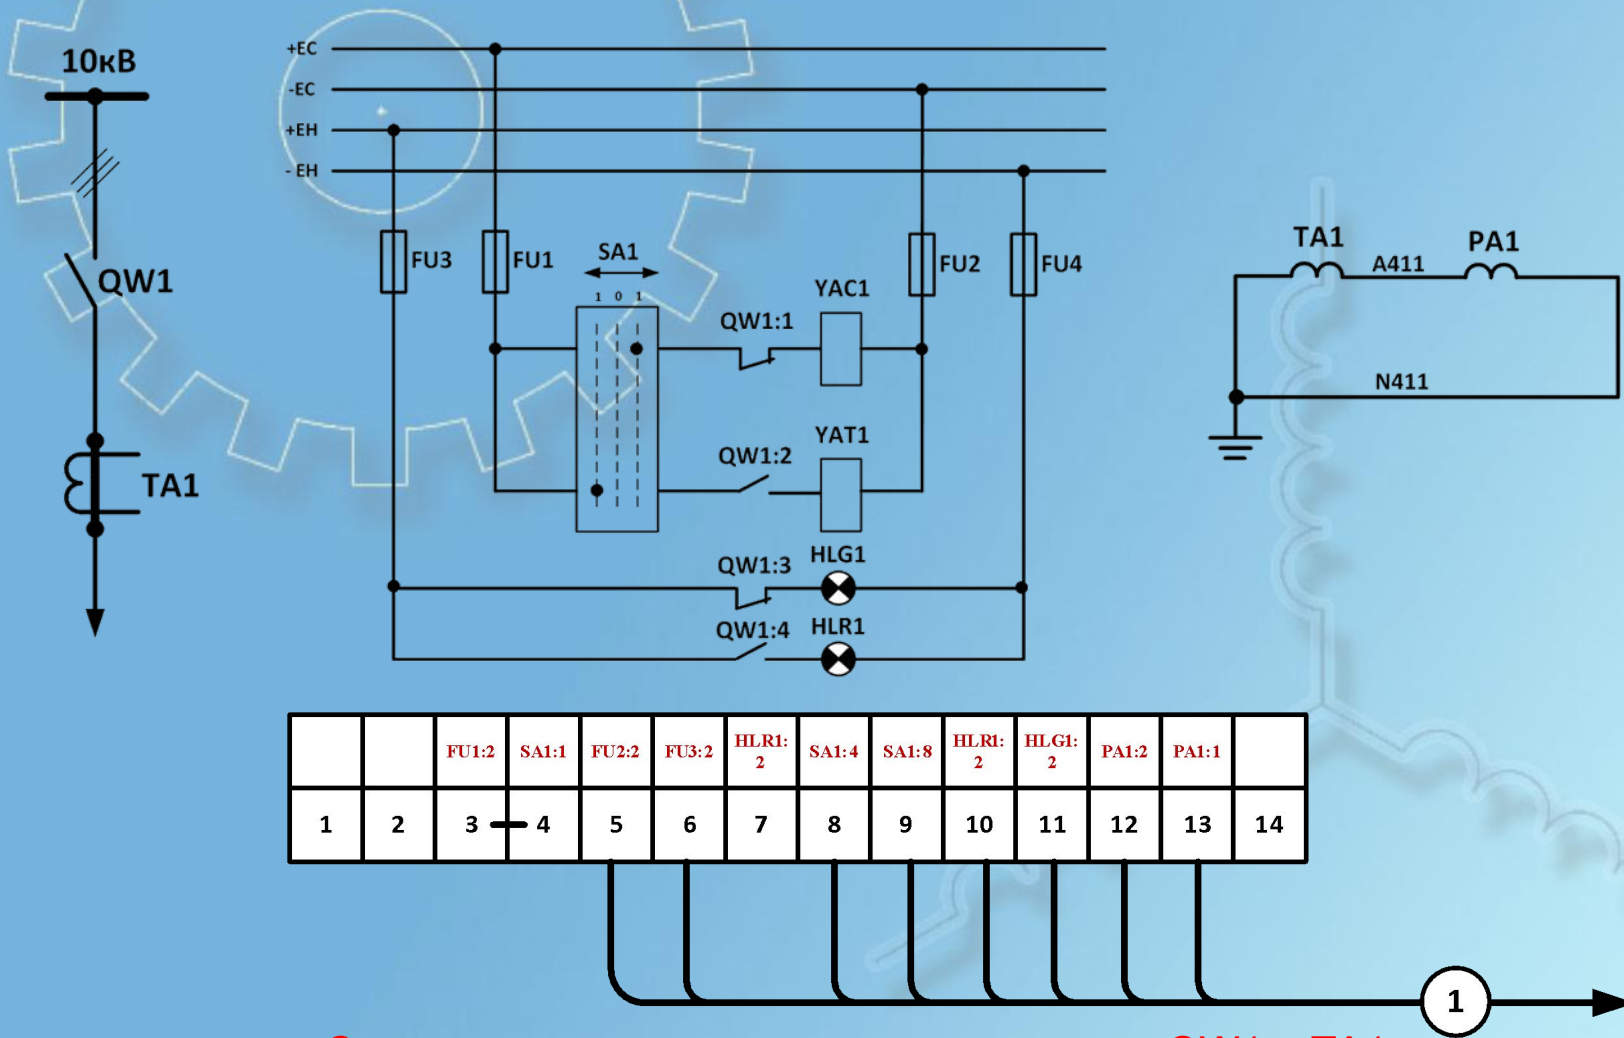 10кВ
+EC
-EC
+EH
- EH
QW1
TA1
FU3
FU1
SA1
1 0 1
QW1:1
YAC1
FU2
FU4
QW1:2
YAT1
QW1:3
HLG1
QW1:4
HLR1
TA1
A411
PA1
N411
FU1:2 SA1:1 FU2:2 FU3:2 HLR1: SA1:4 SA1:8 HLR1: HLG1: PA1:2 PA1:1
2 2 2
1 2 3 4 5 6 7 8 9 10 11 12 13 14
1